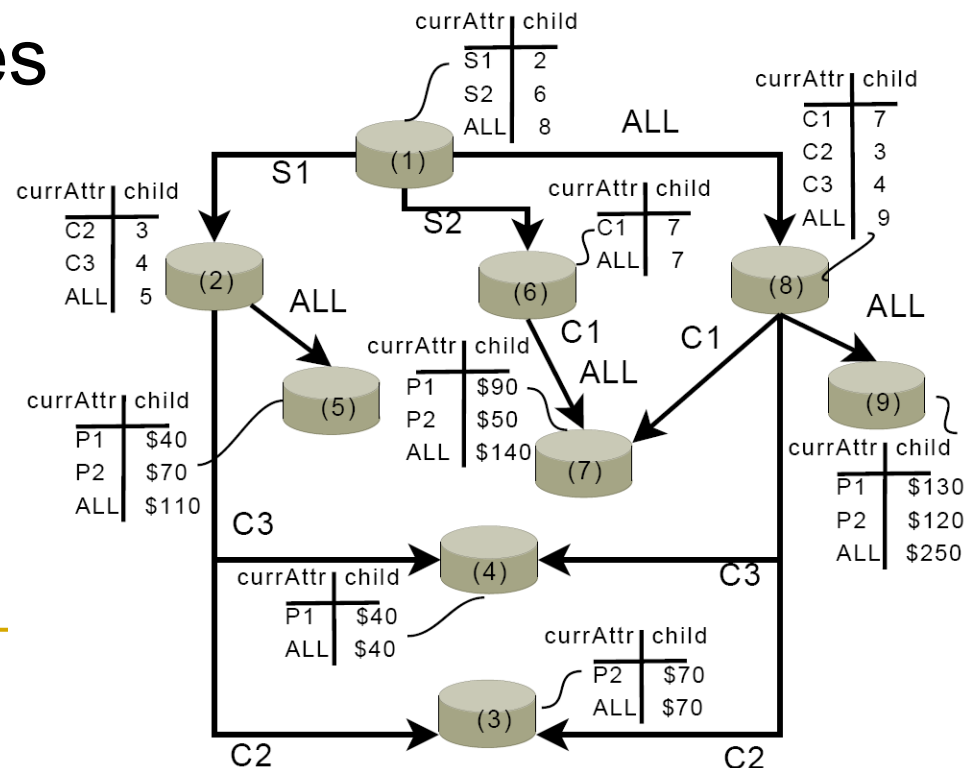 es
currAttr child
S1 2
S2 6
ALL 8
currAttr child
C1 7
C2 3
C3 4
ALL 9
(1)
S1
S2
ALL
currAttr child
C2 3
C3 4
ALL 5
(2)
ALL
currAttr child
C1 7
ALL 7
(6)
C1
ALL
(8)
C1
ALL
currAttr child
P1 $40
P2 $70
ALL $110
(5)
currAttr child
P1 $90
P2 $50
ALL $140
(7)
(9)
currAttr child
P1 $130
P2 $120
ALL $250
C3
(4)
C3
currAttr child
P1 $40
ALL $40
currAttr child
P2 $70
ALL $70
(3)
C2
C2